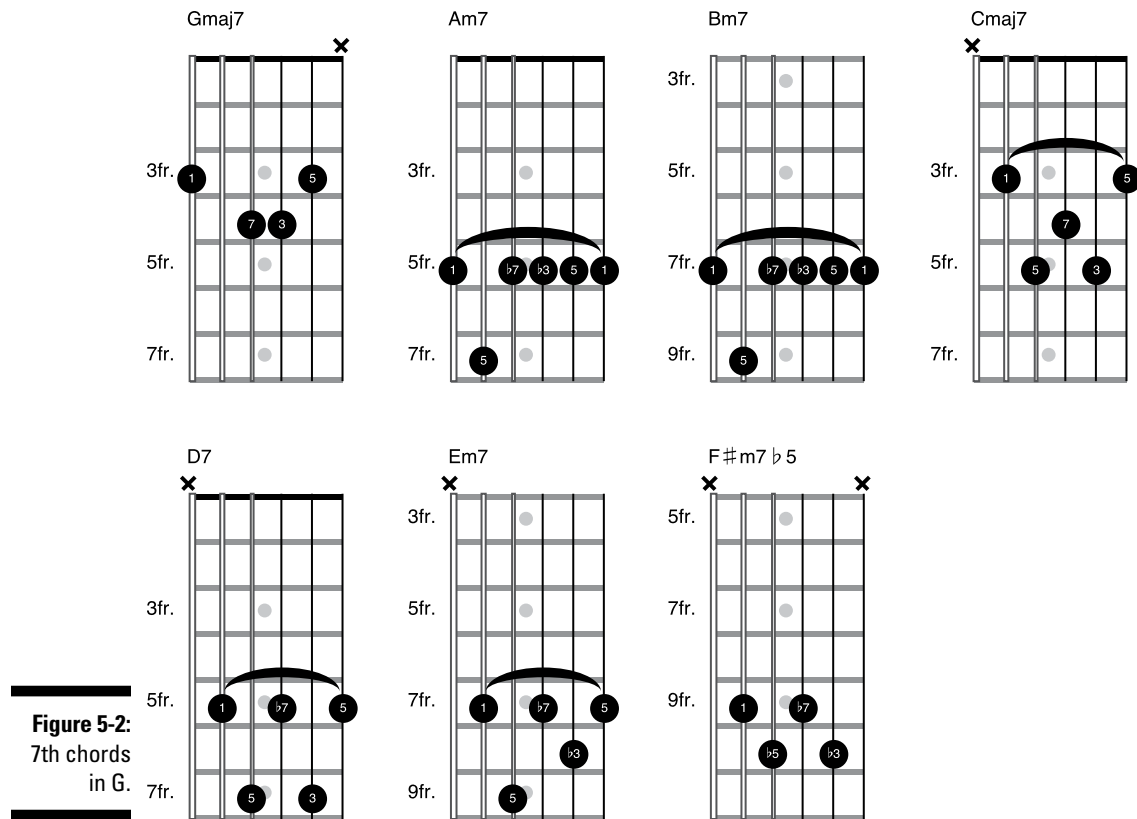 Gmaj7 Am7 Bm7 Cmaj7
× × 
3fr.
3fr. 3fr. 5fr. 3fr.
1 5 1 5
7 3 7
5fr. 5fr. 7fr. 5fr.
1 ♭7 ♭3 5 1 1 ♭7 ♭3 5 1 5 3
7fr. 7fr. 9fr. 7fr.
5 5
D7 Em7 F♯m7♭5
× × × ×
3fr. 5fr.
3fr. 5fr. 7fr.
5fr. 7fr. 9fr.
1 ♭7 5 1 ♭7 5 1 ♭7
♭3 ♭5 ♭3
7fr. 9fr.
5 3 5
Figure 5-2:
7th chords
in G.